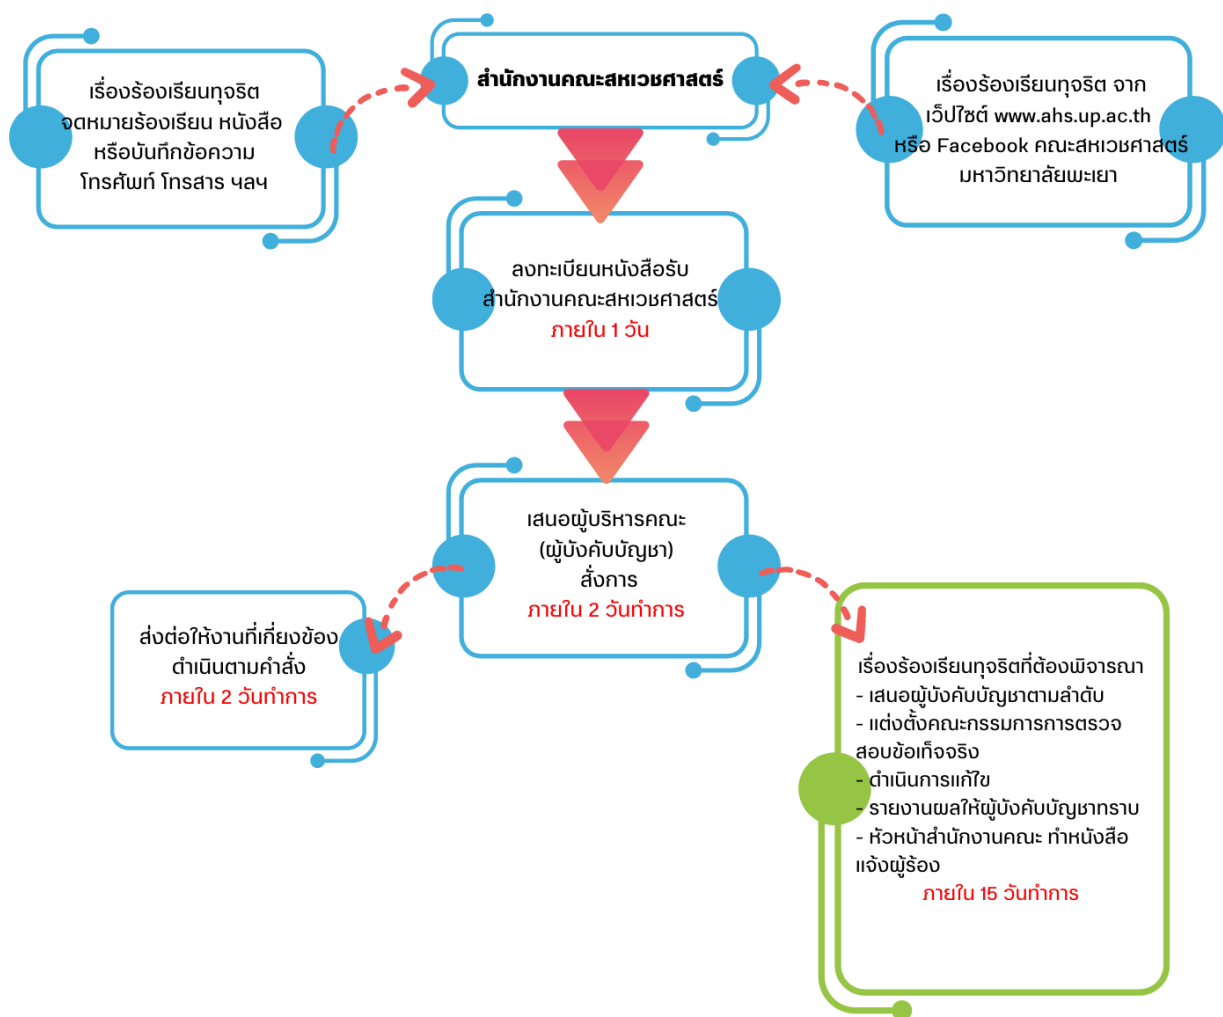 เรื่องร้องเรียนทุจริต
จดหมายร้องเรียน หนังสือ
หรือบันทึกข้อความ
โทรศัพท์ โทรสาร ฯลฯ
สำนักงานคณะสหเวชศาสตร์
เรื่องร้องเรียนทุจริต จาก
เว็ปไซต์ www.ahs.up.ac.th
หรือ Facebook คณะสหเวชศาสตร์
มหาวิทยาลัยพะเยา
ลงทะเบียนหนังสือรับ
สำนักงานคณะสหเวชศาสตร์
ภายใน 1 วัน
เสนอผู้บริหารคณะ
(ผู้บังคับบัญชา)
สั่งการ
ภายใน 2 วันทำการ
ส่งต่อให้งานที่เกี่ยงข้อง
ดำเนินตามคำสั่ง
ภายใน 2 วันทำการ
เรื่องร้องเรียนทุจริตที่ต้องพิจารณา
- เสนอผู้บังคับบัญชาตามลำดับ
- แต่งตั้งคณะกรรมการการตรวจ
สอบข้อเท็จจริง
- ดำเนินการแก้ไข
- รายงานผลให้ผู้บังคับบัญชาทราบ
- หัวหน้าสำนักงานคณะ ทำหนังสือ
แจ้งผู้ร้อง
ภายใน 15 วันทำการ